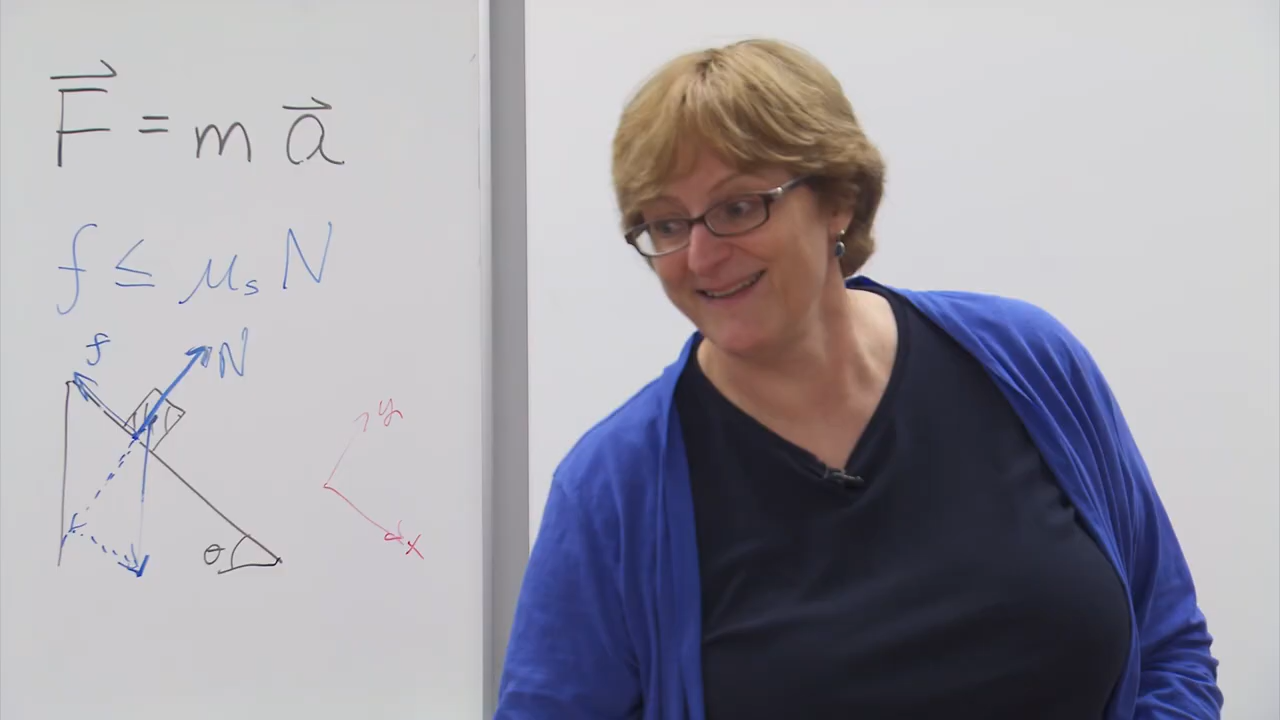 F⃗ = m a⃗
f ≤ μₛ N
f
N
y
θ
x